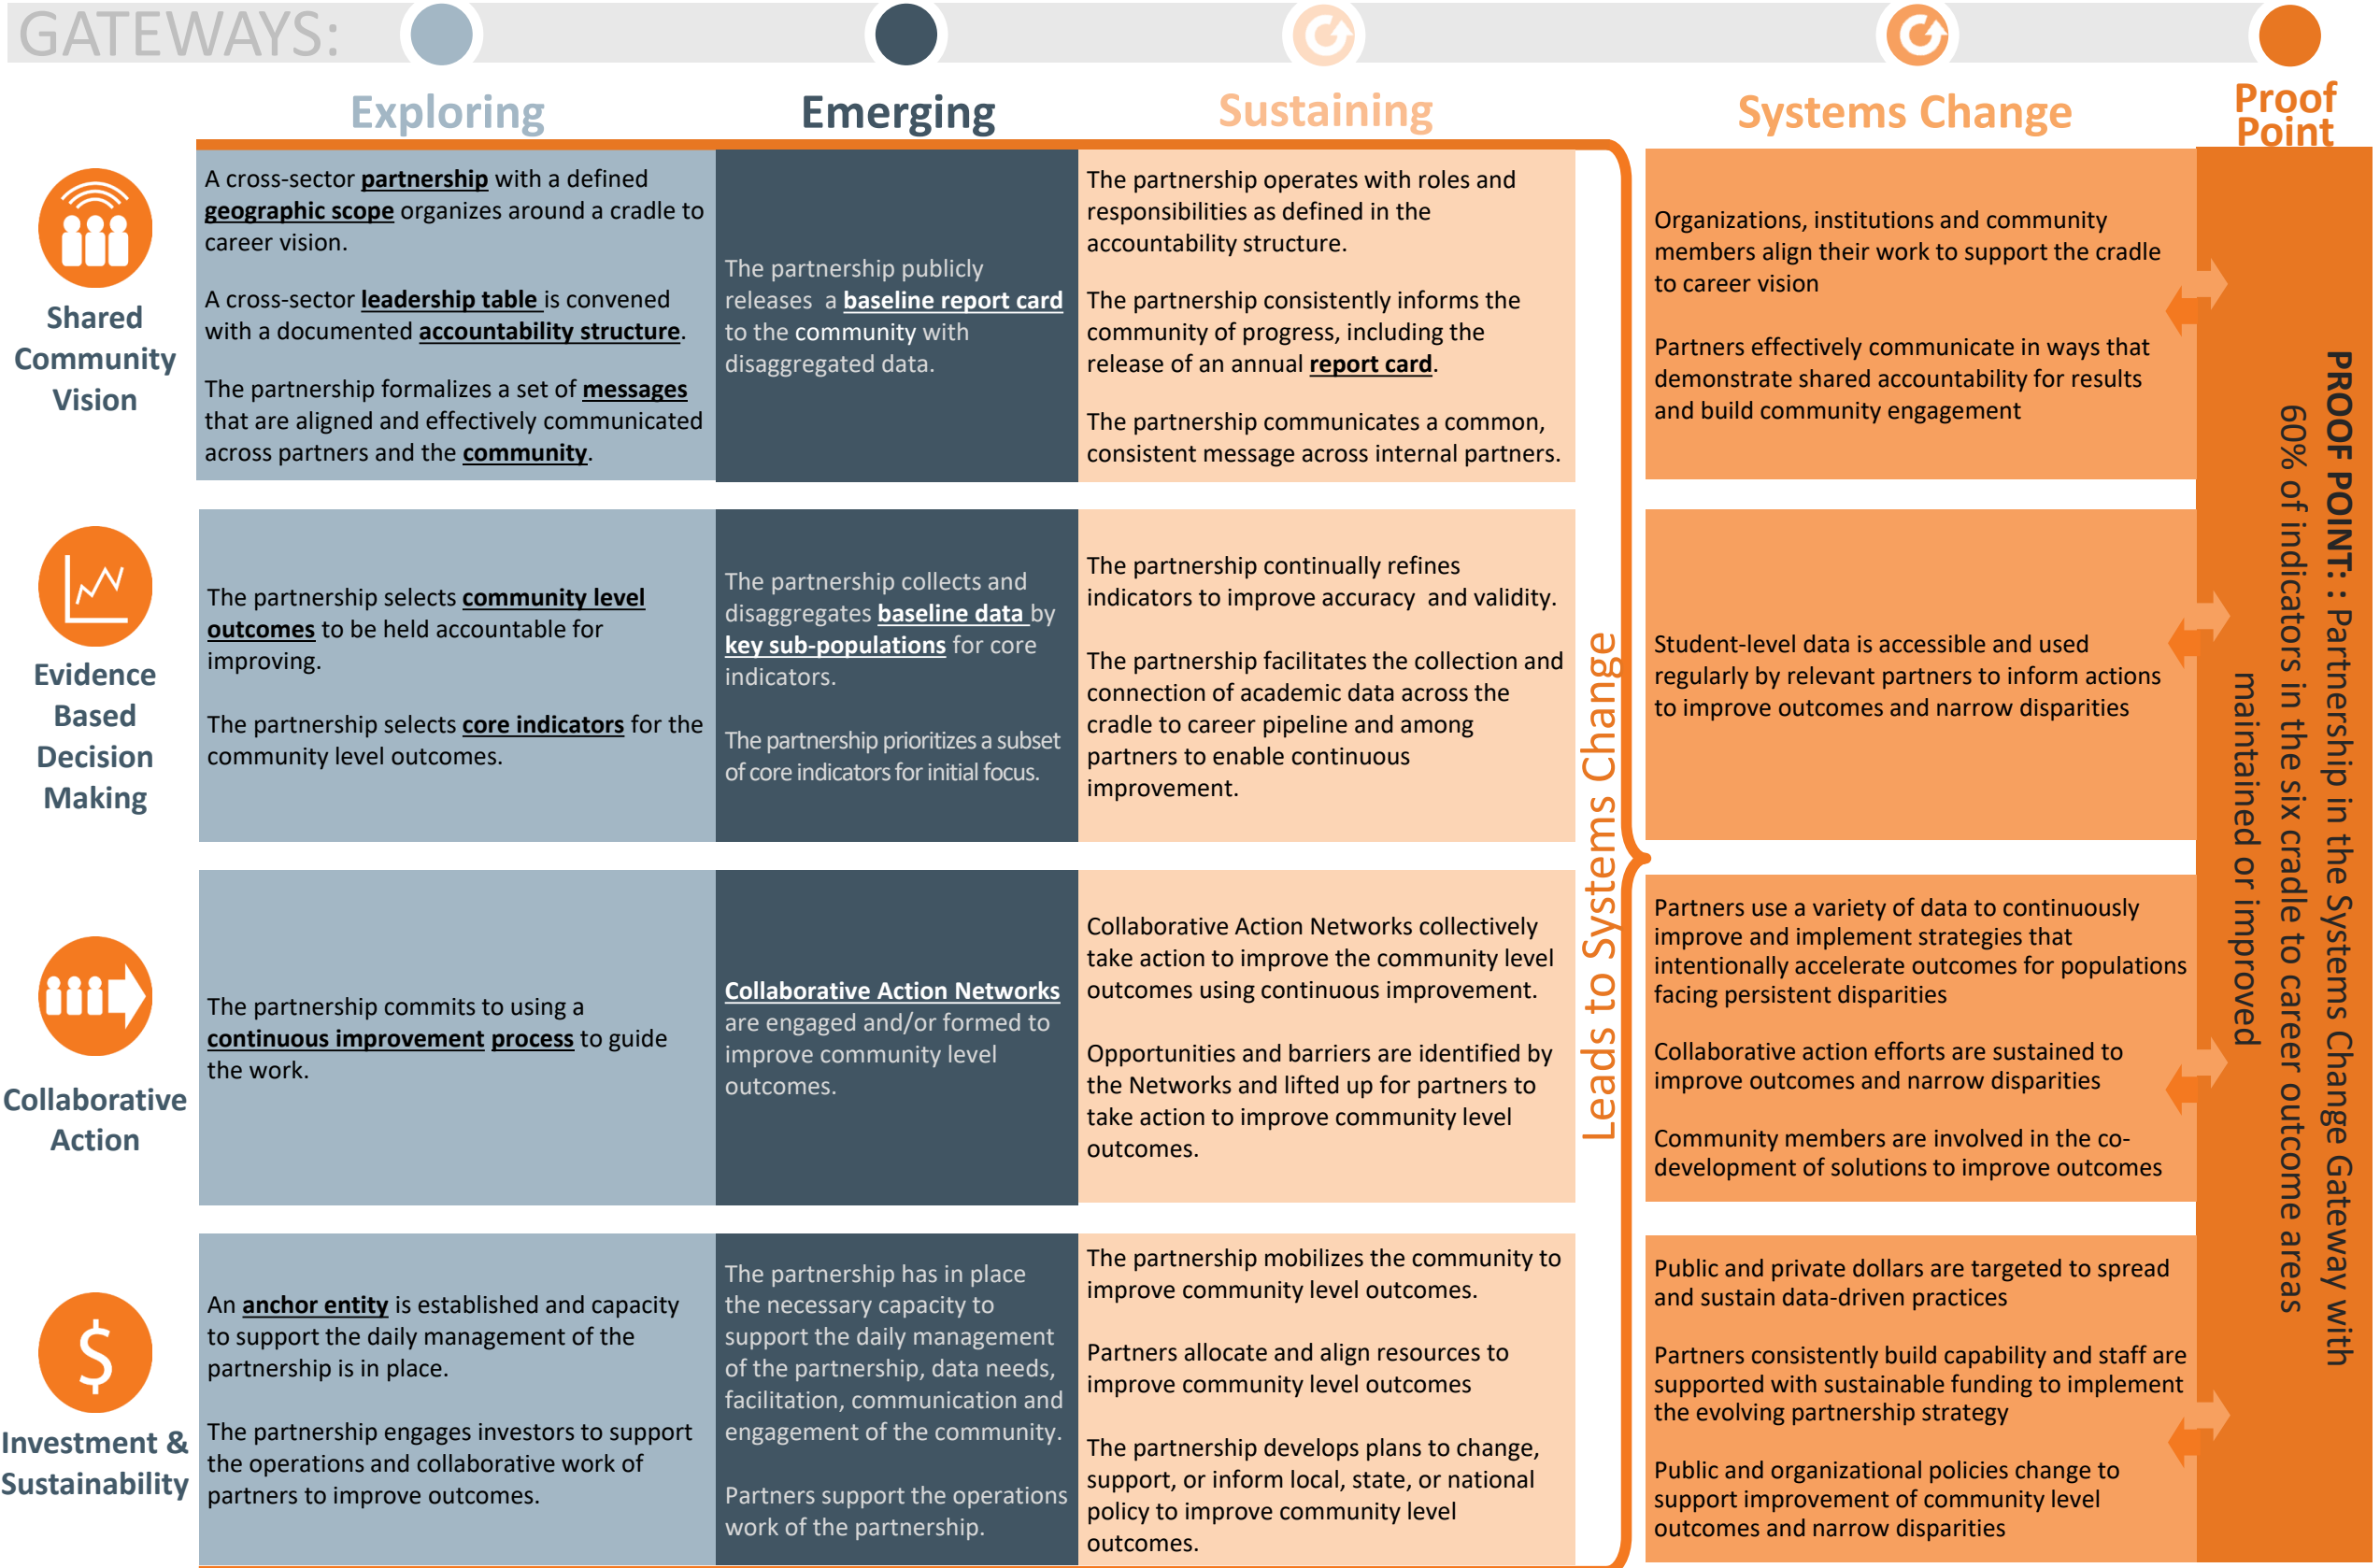 GATEWAYS:
Exploring
Emerging
Sustaining
Systems Change
Proof
Point
Shared
Community
Vision
A cross-sector partnership with a defined
geographic scope organizes around a cradle to
career vision.
A cross-sector leadership table is convened
with a documented accountability structure.
The partnership formalizes a set of messages
that are aligned and effectively communicated
across partners and the community.
The partnership publicly
releases a baseline report card
to the community with
disaggregated data.
The partnership operates with roles and
responsibilities as defined in the
accountability structure.
The partnership consistently informs the
community of progress, including the
release of an annual report card.
The partnership communicates a common,
consistent message across internal partners.
Organizations, institutions and community
members align their work to support the cradle
to career vision
Partners effectively communicate in ways that
demonstrate shared accountability for results
and build community engagement
Evidence
Based
Decision
Making
The partnership selects community level
outcomes to be held accountable for
improving.
The partnership selects core indicators for the
community level outcomes.
The partnership collects and
disaggregates baseline data by
key sub-populations for core
indicators.
The partnership prioritizes a subset
of core indicators for initial focus.
The partnership continually refines
indicators to improve accuracy and validity.
The partnership facilitates the collection and
connection of academic data across the
cradle to career pipeline and among
partners to enable continuous
improvement.
Student-level data is accessible and used
regularly by relevant partners to inform actions
to improve outcomes and narrow disparities
Collaborative
Action
The partnership commits to using a
continuous improvement process to guide
the work.
Collaborative Action Networks
are engaged and/or formed to
improve community level
outcomes.
Collaborative Action Networks collectively
take action to improve the community level
outcomes using continuous improvement.
Opportunities and barriers are identified by
the Networks and lifted up for partners to
take action to improve community level
outcomes.
Partners use a variety of data to continuously
improve and implement strategies that
intentionally accelerate outcomes for populations
facing persistent disparities
Collaborative action efforts are sustained to
improve outcomes and narrow disparities
Community members are involved in the co-
development of solutions to improve outcomes
Investment &
Sustainability
$
An anchor entity is established and capacity
to support the daily management of the
partnership is in place.
The partnership engages investors to support
the operations and collaborative work of
partners to improve outcomes.
The partnership has in place
the necessary capacity to
support the daily management
of the partnership, data needs,
facilitation, communication and
engagement of the community.
Partners support the operations
work of the partnership.
The partnership mobilizes the community to
improve community level outcomes.
Partners allocate and align resources to
improve community level outcomes
The partnership develops plans to change,
support, or inform local, state, or national
policy to improve community level
outcomes.
Public and private dollars are targeted to spread
and sustain data-driven practices
Partners consistently build capability and staff are
supported with sustainable funding to implement
the evolving partnership strategy
Public and organizational policies change to
support improvement of community level
outcomes and narrow disparities
Leads to Systems Change
PROOF POINT: : Partnership in the Systems Change Gateway with
60% of indicators in the six cradle to career outcome areas
maintained or improved